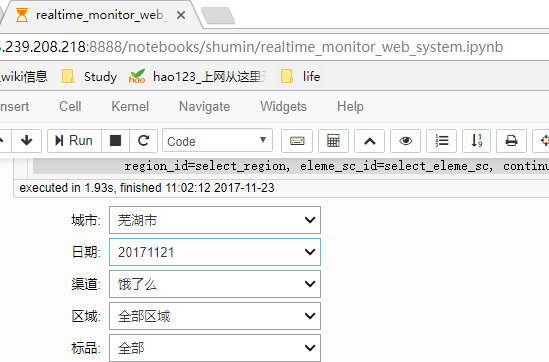 realtime_monitor_web_
.239.208.218:8888/notebooks/shumin/realtime_monitor_web_system.ipynb
wiki信息 Study hao123_上网从这里 life
nsert Cell Kernel Navigate Widgets Help
Run Code
region_id=select_region, eleme_sc_id=select_eleme_sc, continu
executed in 1.93s, finished 11:02:12 2017-11-23
城市: 芜湖市
日期: 20171121
渠道: 饿了么
区域: 全部区域
标品: 全部